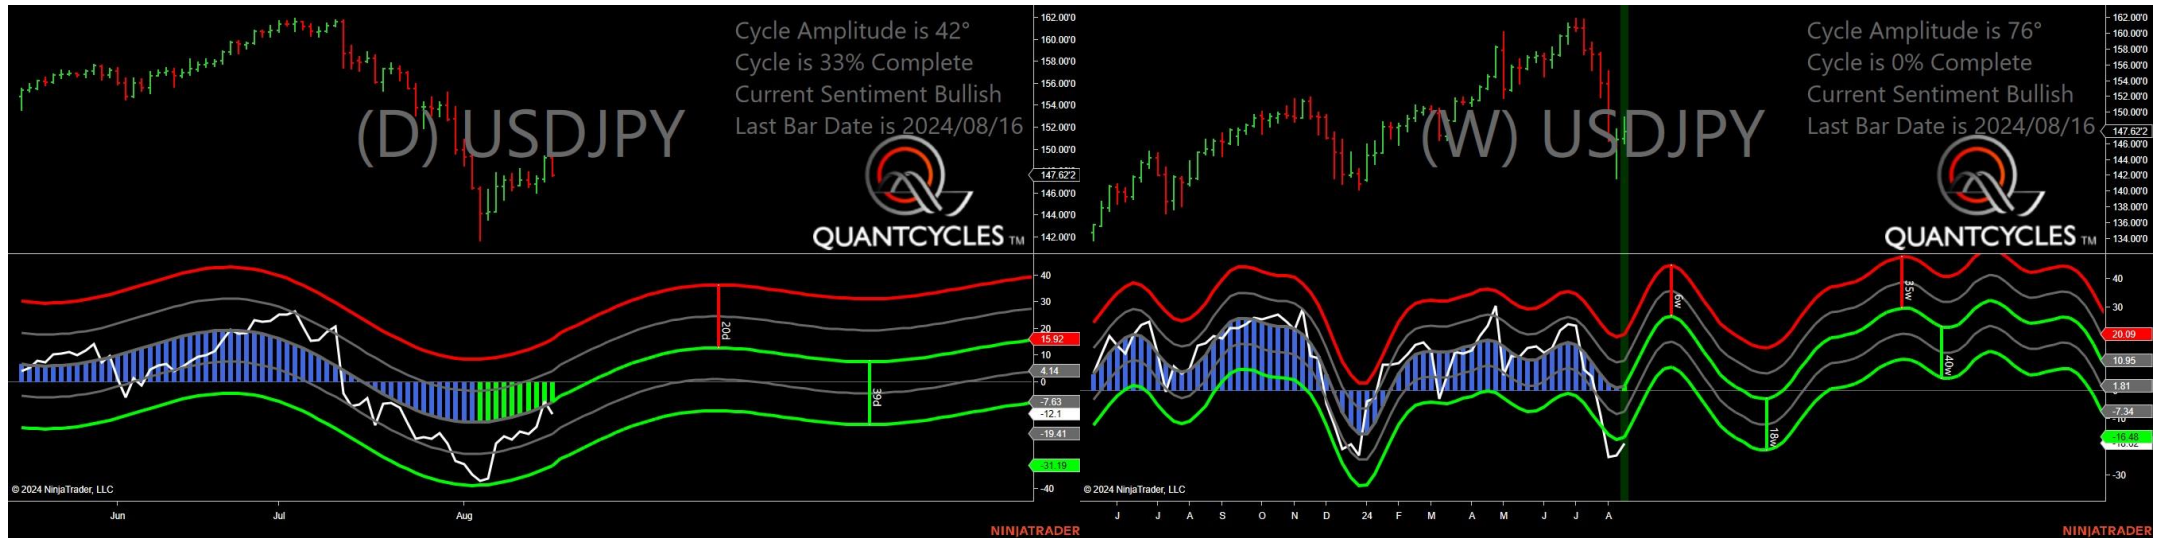 Cycle Amplitude is 42°
Cycle is 33% Complete
Current Sentiment Bullish
Last Bar Date is 2024/08/16
(D) USDJPY
QUANTCYCLES TM
162.00'0
160.00'0
158.00'0
156.00'0
154.00'0
152.00'0
150.00'0
147.622
146.00'0
144.00'0
142.00'0
40
30
20
15.92
10
4.14
0
-7.63
-12.1
-19.41
-31.19
-40
20d
39d
© 2024 NinjaTrader, LLC
Jun
Jul
Aug
NINJATRADER
Cycle Amplitude is 76°
Cycle is 0% Complete
Current Sentiment Bullish
Last Bar Date is 2024/08/16
(W) USDJPY
QUANTCYCLES TM
162.00'0
160.00'0
158.00'0
156.00'0
154.00'0
152.00'0
150.00'0
147.622
146.00'0
144.00'0
142.00'0
140.00'0
138.00'0
136.00'0
134.00'0
40
30
20.09
10.95
1.81
-7.34
-16.48
-30
6w
35w
40w
18w
© 2024 NinjaTrader, LLC
J
J
A
S
O
N
D
24
F
M
A
M
J
J
A
NINJATRADER